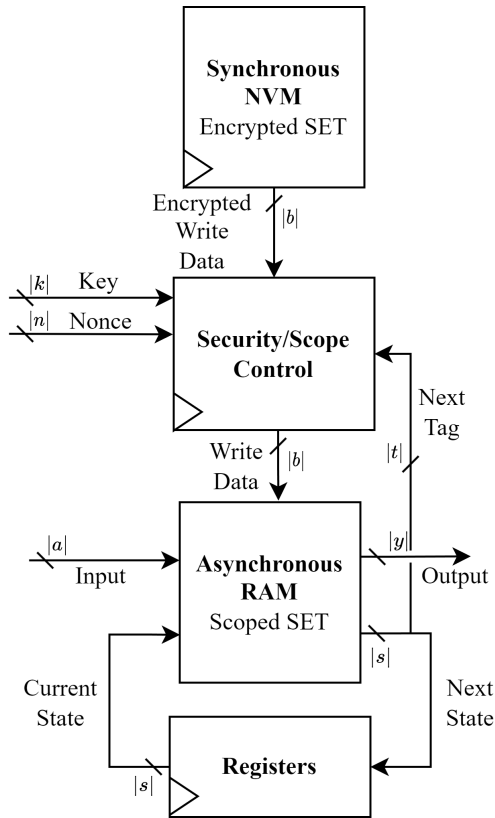 Synchronous
NVM
Encrypted SET
Encrypted
Write
Data
|b|
|k|
Key
|n|
Nonce
Security/Scope
Control
Next
Tag
|t|
Write
Data
|b|
|a|
Input
Asynchronous
RAM
Scoped SET
|y|
Output
|s|
Current
State
Next
State
Registers
|s|